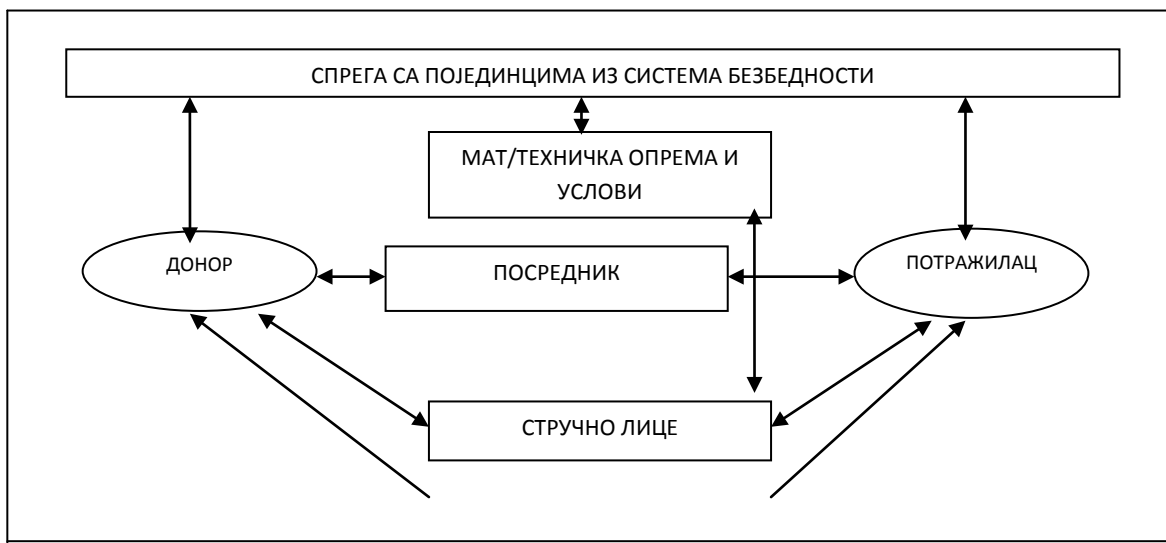 СПРЕГА СА ПОЈЕДИНЦИМА ИЗ СИСТЕМА БЕЗБЕДНОСТИ
МАТ/ТЕХНИЧКА ОПРЕМА И
УСЛОВИ
ДОНОР
ПОСРЕДНИК
ПОТРАЖИЛАЦ
СТРУЧНО ЛИЦЕ